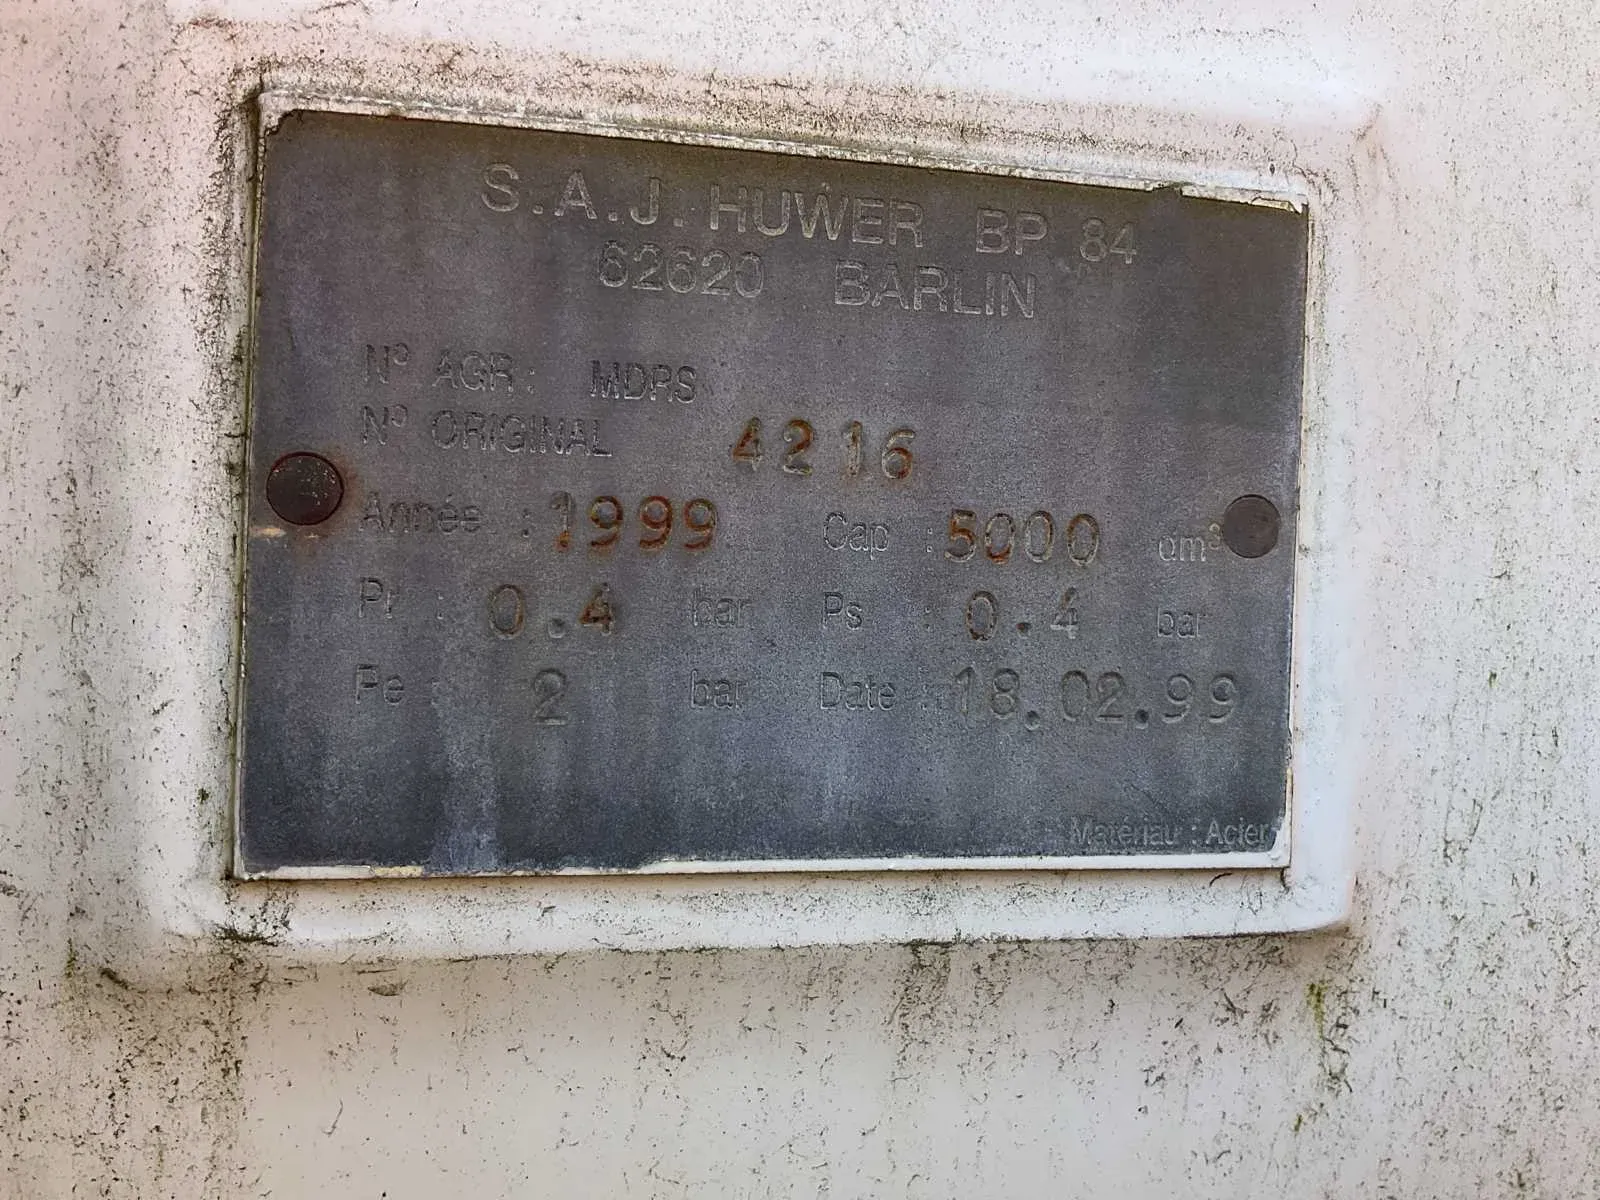 S.A.J. HUWER BP 84
62620 BARLIN
N° AGR : MDRS
N° ORIGINAL 4216
Année : 1999 Cap : 5000 dm³
Pr : 0.4 bar Ps : 0.4 bar
Pe : 2 bar Date : 18.02.99
Matériau : Acier